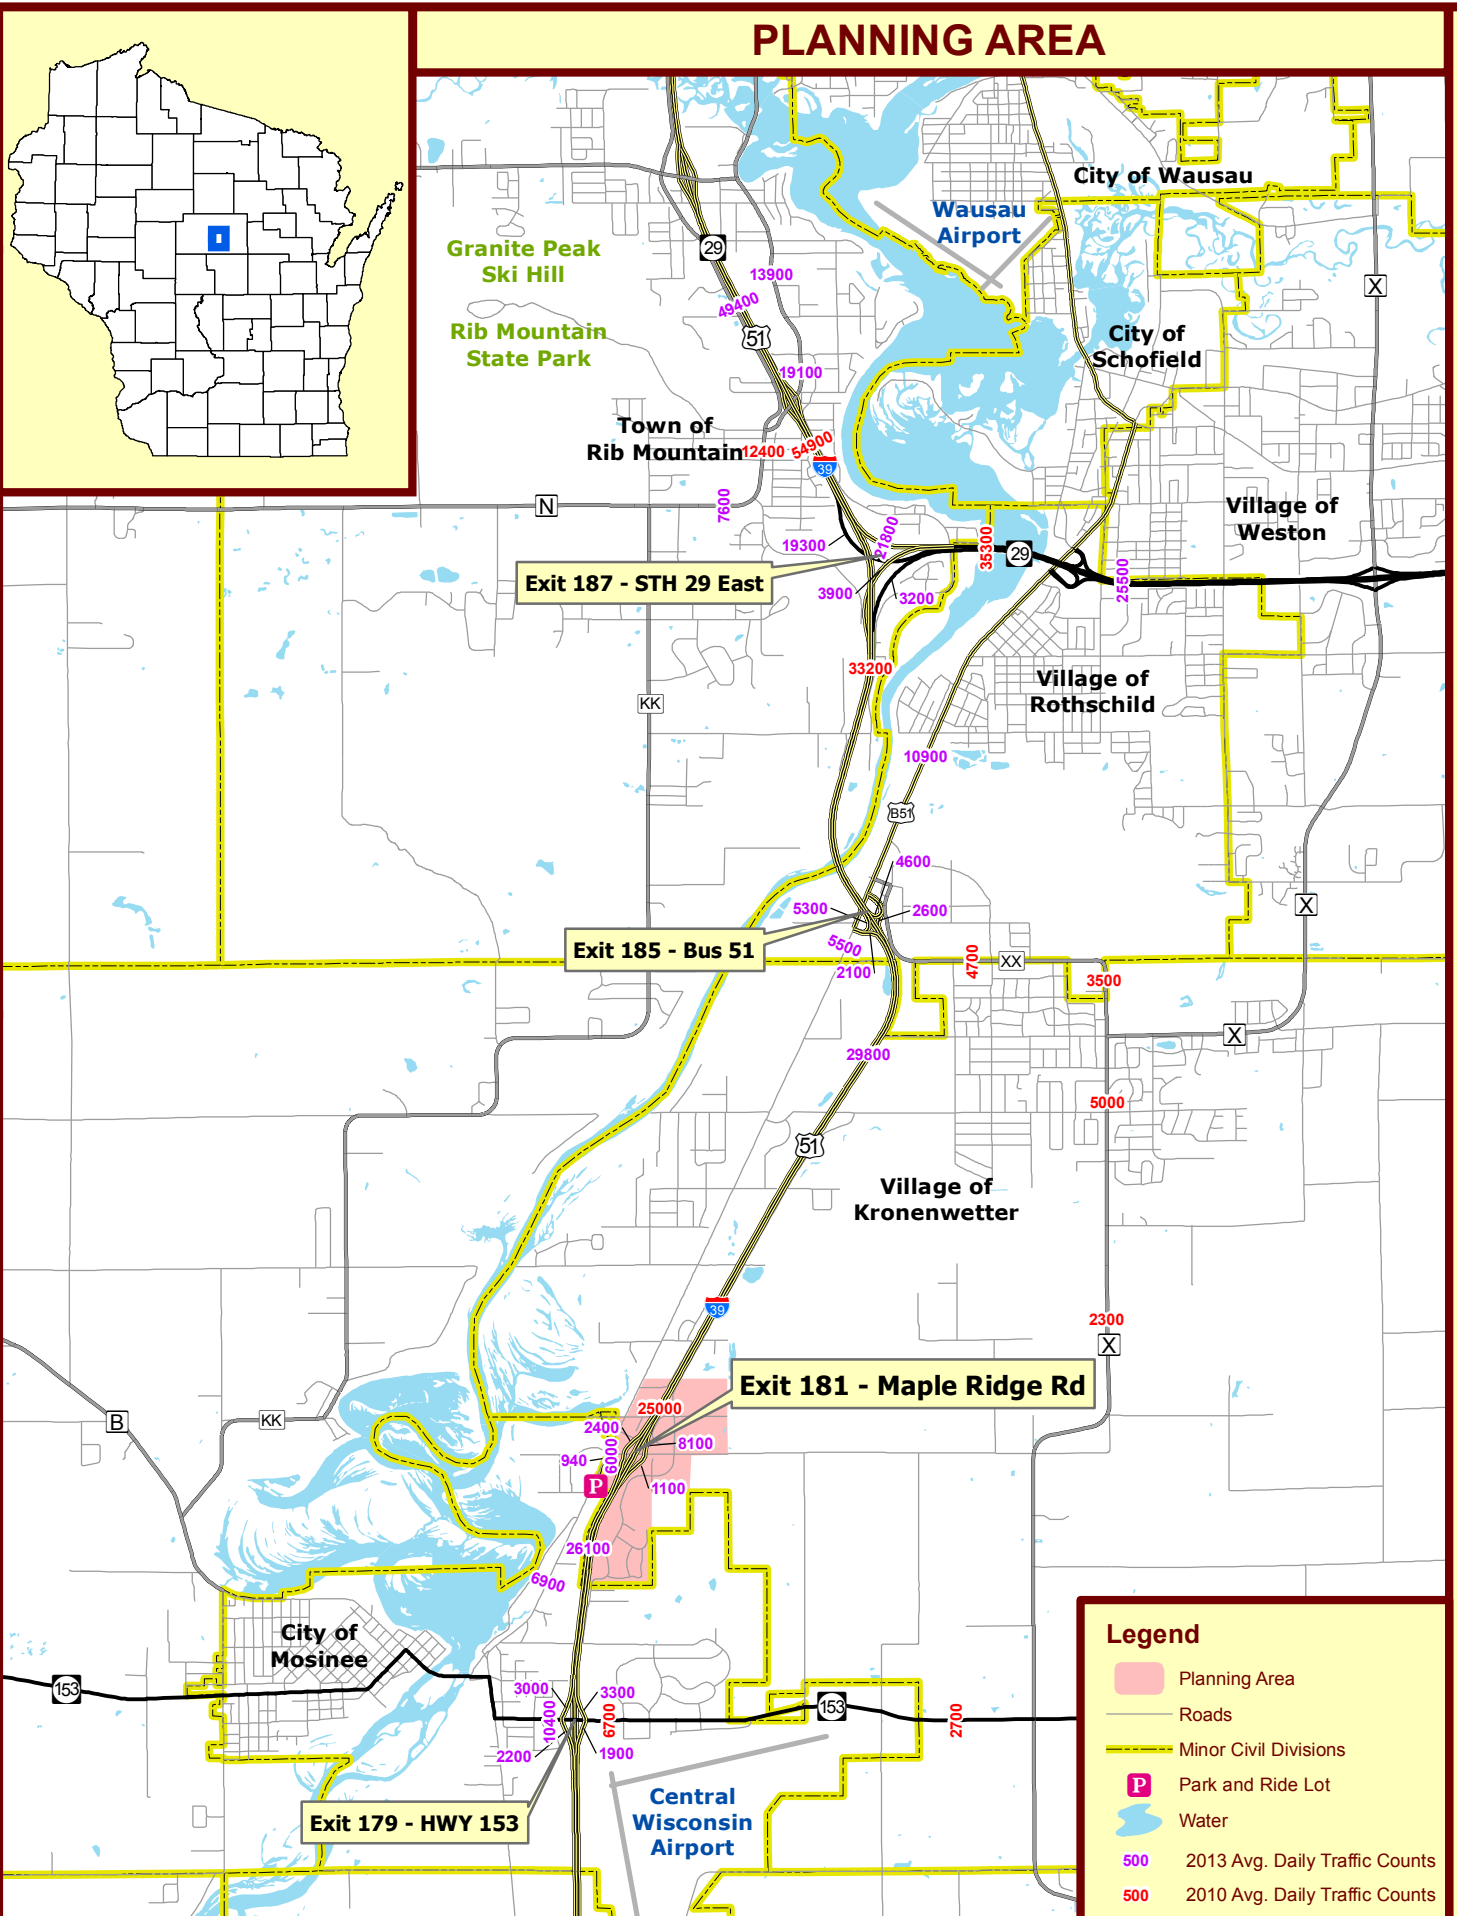 PLANNING AREA
City of Wausau
Wausau
Airport
Granite Peak
Ski Hill
29
13900
49400
X
Rib Mountain
State Park
51
City of
Schofield
19100
Town of
Rib Mountain
12400
54900
39
N
7600
Village of
Weston
19300
21800
35300
29
25500
Exit 187 - STH 29 East
3900
3200
33200
Village of
Rothschild
KK
10900
B51
4600
5300
2600
X
Exit 185 - Bus 51
5500
2100
4700
XX
3500
X
29800
5000
51
Village of
Kronenwetter
39
2300
X
Exit 181 - Maple Ridge Rd
25000
B
KK
2400
8100
940
6000
P
1100
26100
6900
City of
Mosinee
153
3000
3300
10400
6700
153
2700
2200
1900
Central
Wisconsin
Airport
Exit 179 - HWY 153
Legend
Planning Area
Roads
Minor Civil Divisions
P Park and Ride Lot
Water
500 2013 Avg. Daily Traffic Counts
500 2010 Avg. Daily Traffic Counts